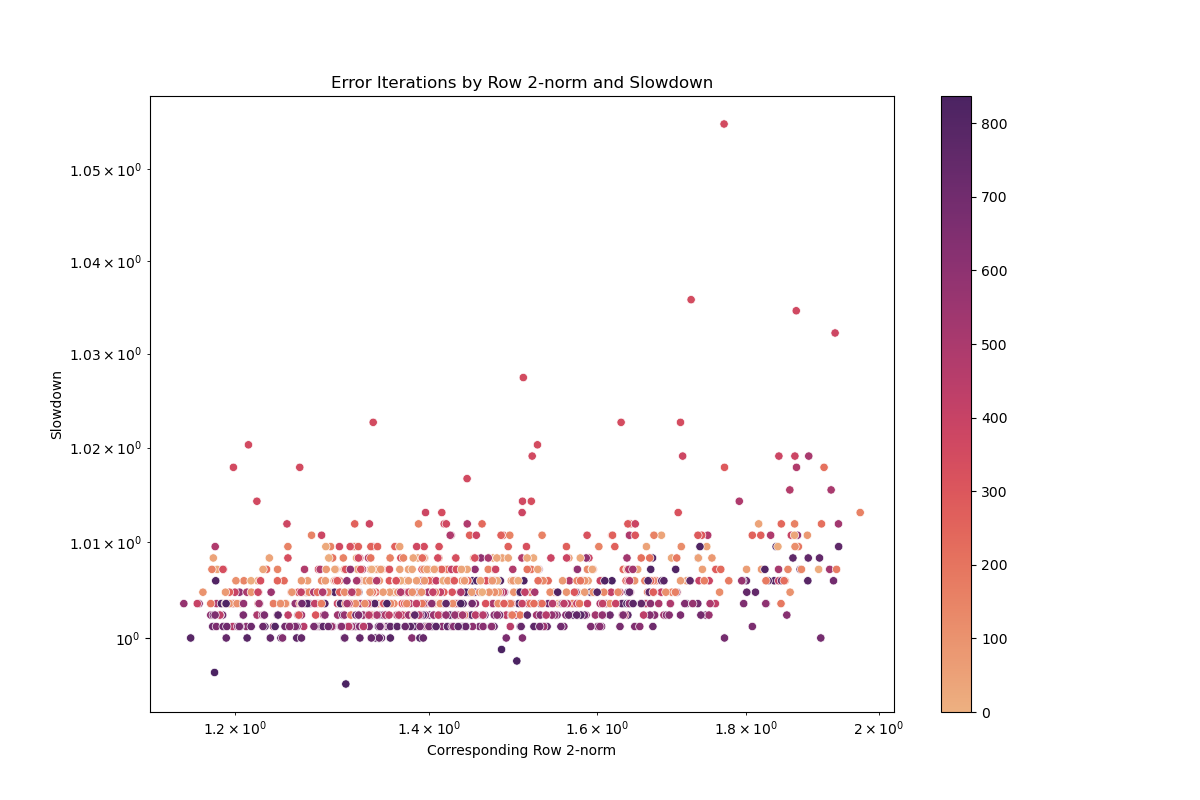 Error Iterations by Row 2-norm and Slowdown
Slowdown
1.05 × 10⁰
1.04 × 10⁰
1.03 × 10⁰
1.02 × 10⁰
1.01 × 10⁰
10⁰
1.2 × 10⁰ 1.4 × 10⁰ 1.6 × 10⁰ 1.8 × 10⁰ 2 × 10⁰
Corresponding Row 2-norm
800
700
600
500
400
300
200
100
0